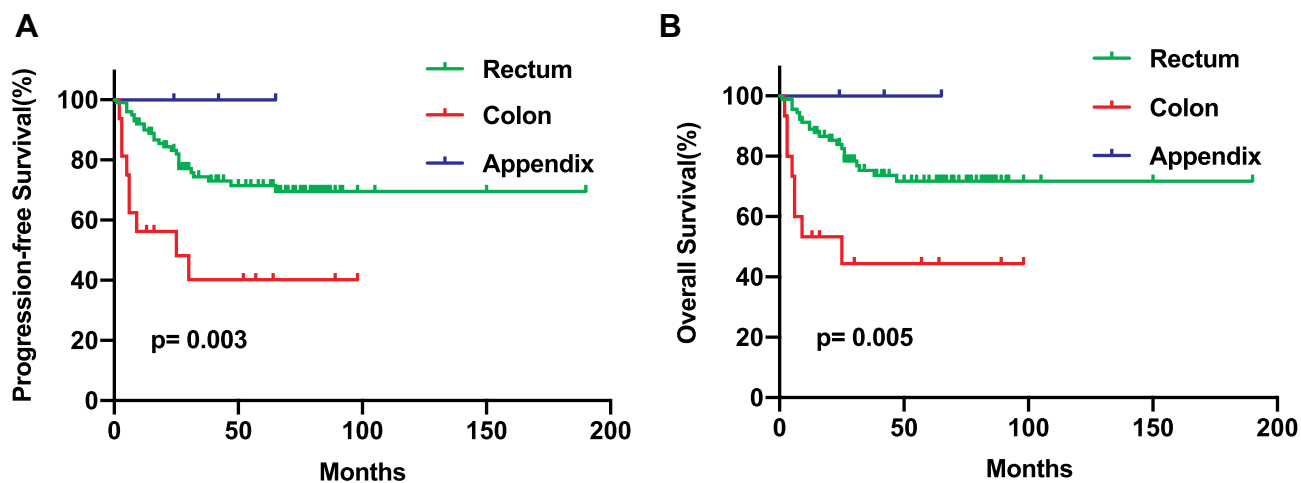 A
Progression-free Survival(%)
100
80
60
40
20
0
Rectum
Colon
Appendix
p= 0.003
0 50 100 150 200
Months
B
Overall Survival(%)
100
80
60
40
20
0
Rectum
Colon
Appendix
p= 0.005
0 50 100 150 200
Months